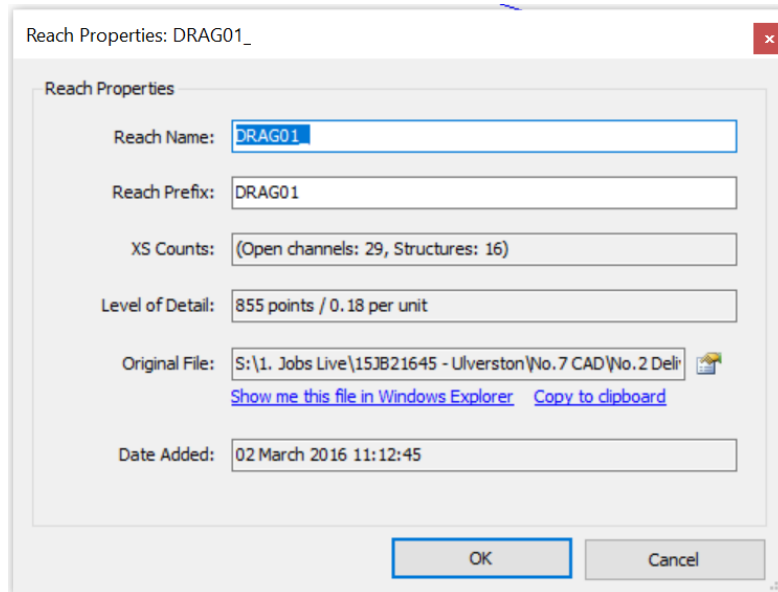 Reach Properties: DRAG01_
Reach Properties
Reach Name: DRAG01_
Reach Prefix: DRAG01
XS Counts: (Open channels: 29, Structures: 16)
Level of Detail: 855 points / 0.18 per unit
Original File: S:\1. Jobs Live\15JB21645 - Ulverston\No.7 CAD\No.2 Deli
Show me this file in Windows Explorer Copy to clipboard
Date Added: 02 March 2016 11:12:45
OK Cancel